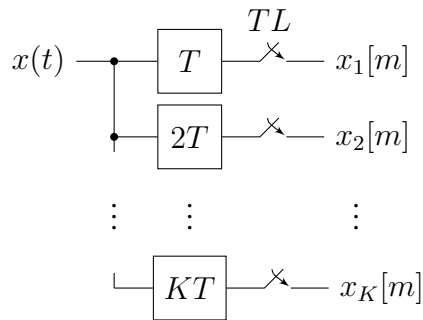 TL
x(t) T x_1[m]
2T x_2[m]
⋮ ⋮ ⋮
KT x_K[m]